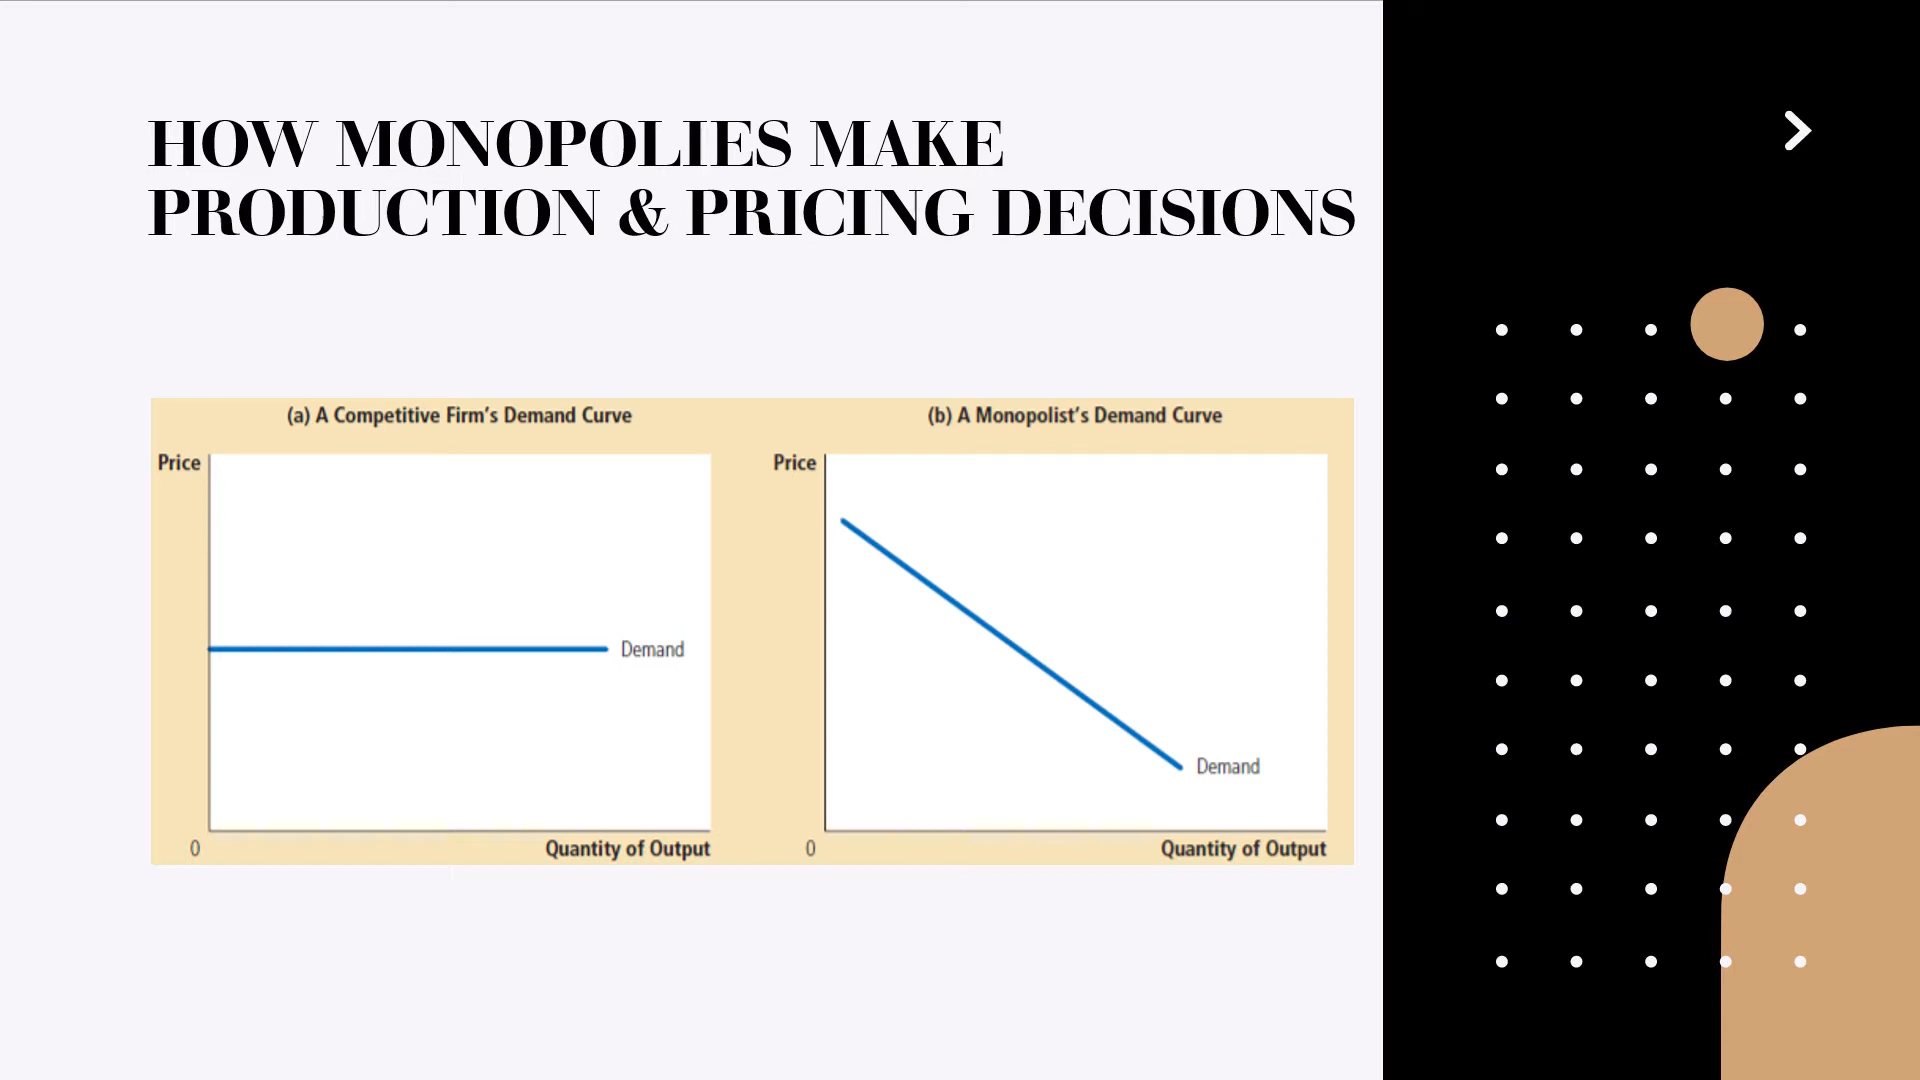 HOW MONOPOLIES MAKE
PRODUCTION & PRICING DECISIONS
(a) A Competitive Firm's Demand Curve
Price
Demand
0
Quantity of Output
(b) A Monopolist's Demand Curve
Price
Demand
0
Quantity of Output